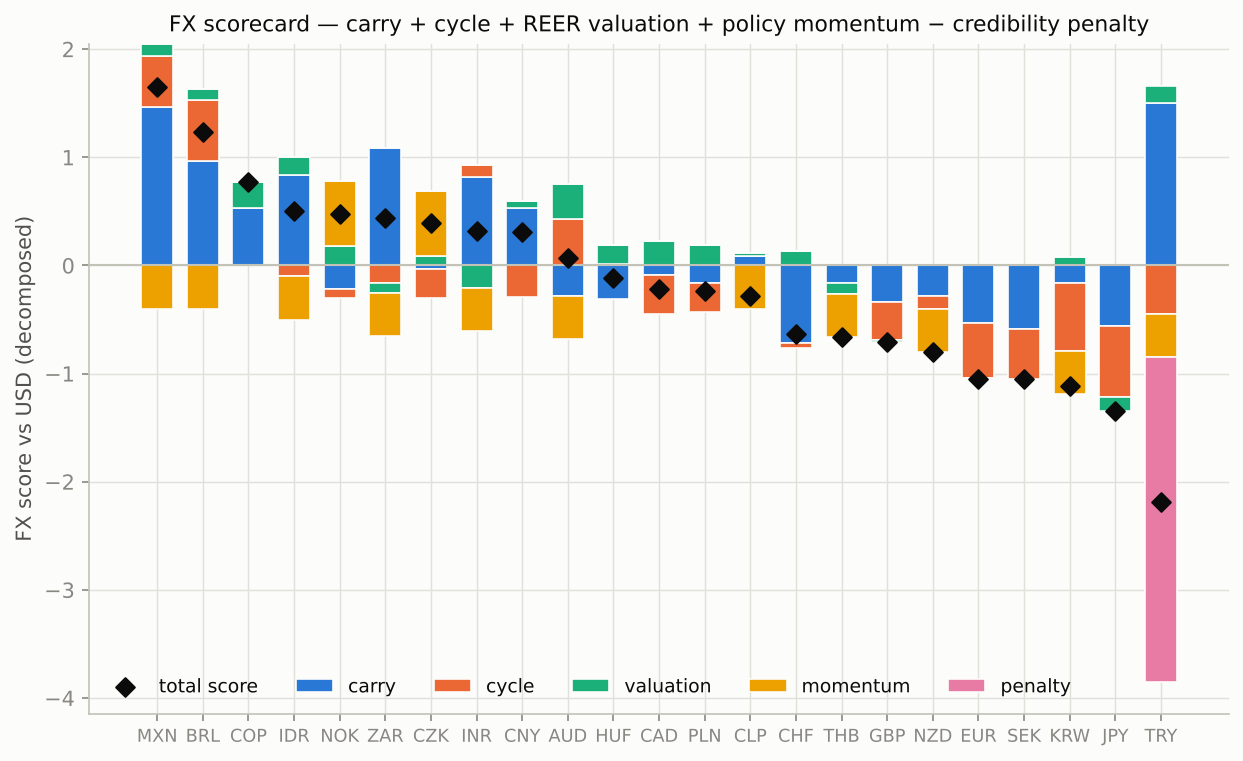 FX scorecard — carry + cycle + REER valuation + policy momentum − credibility penalty
FX score vs USD (decomposed)
2
1
0
−1
−2
−3
−4
total score carry cycle valuation momentum penalty
MXN BRL COP IDR NOK ZAR CZK INR CNY AUD HUF CAD PLN CLP CHF THB GBP NZD EUR SEK KRW JPY TRY